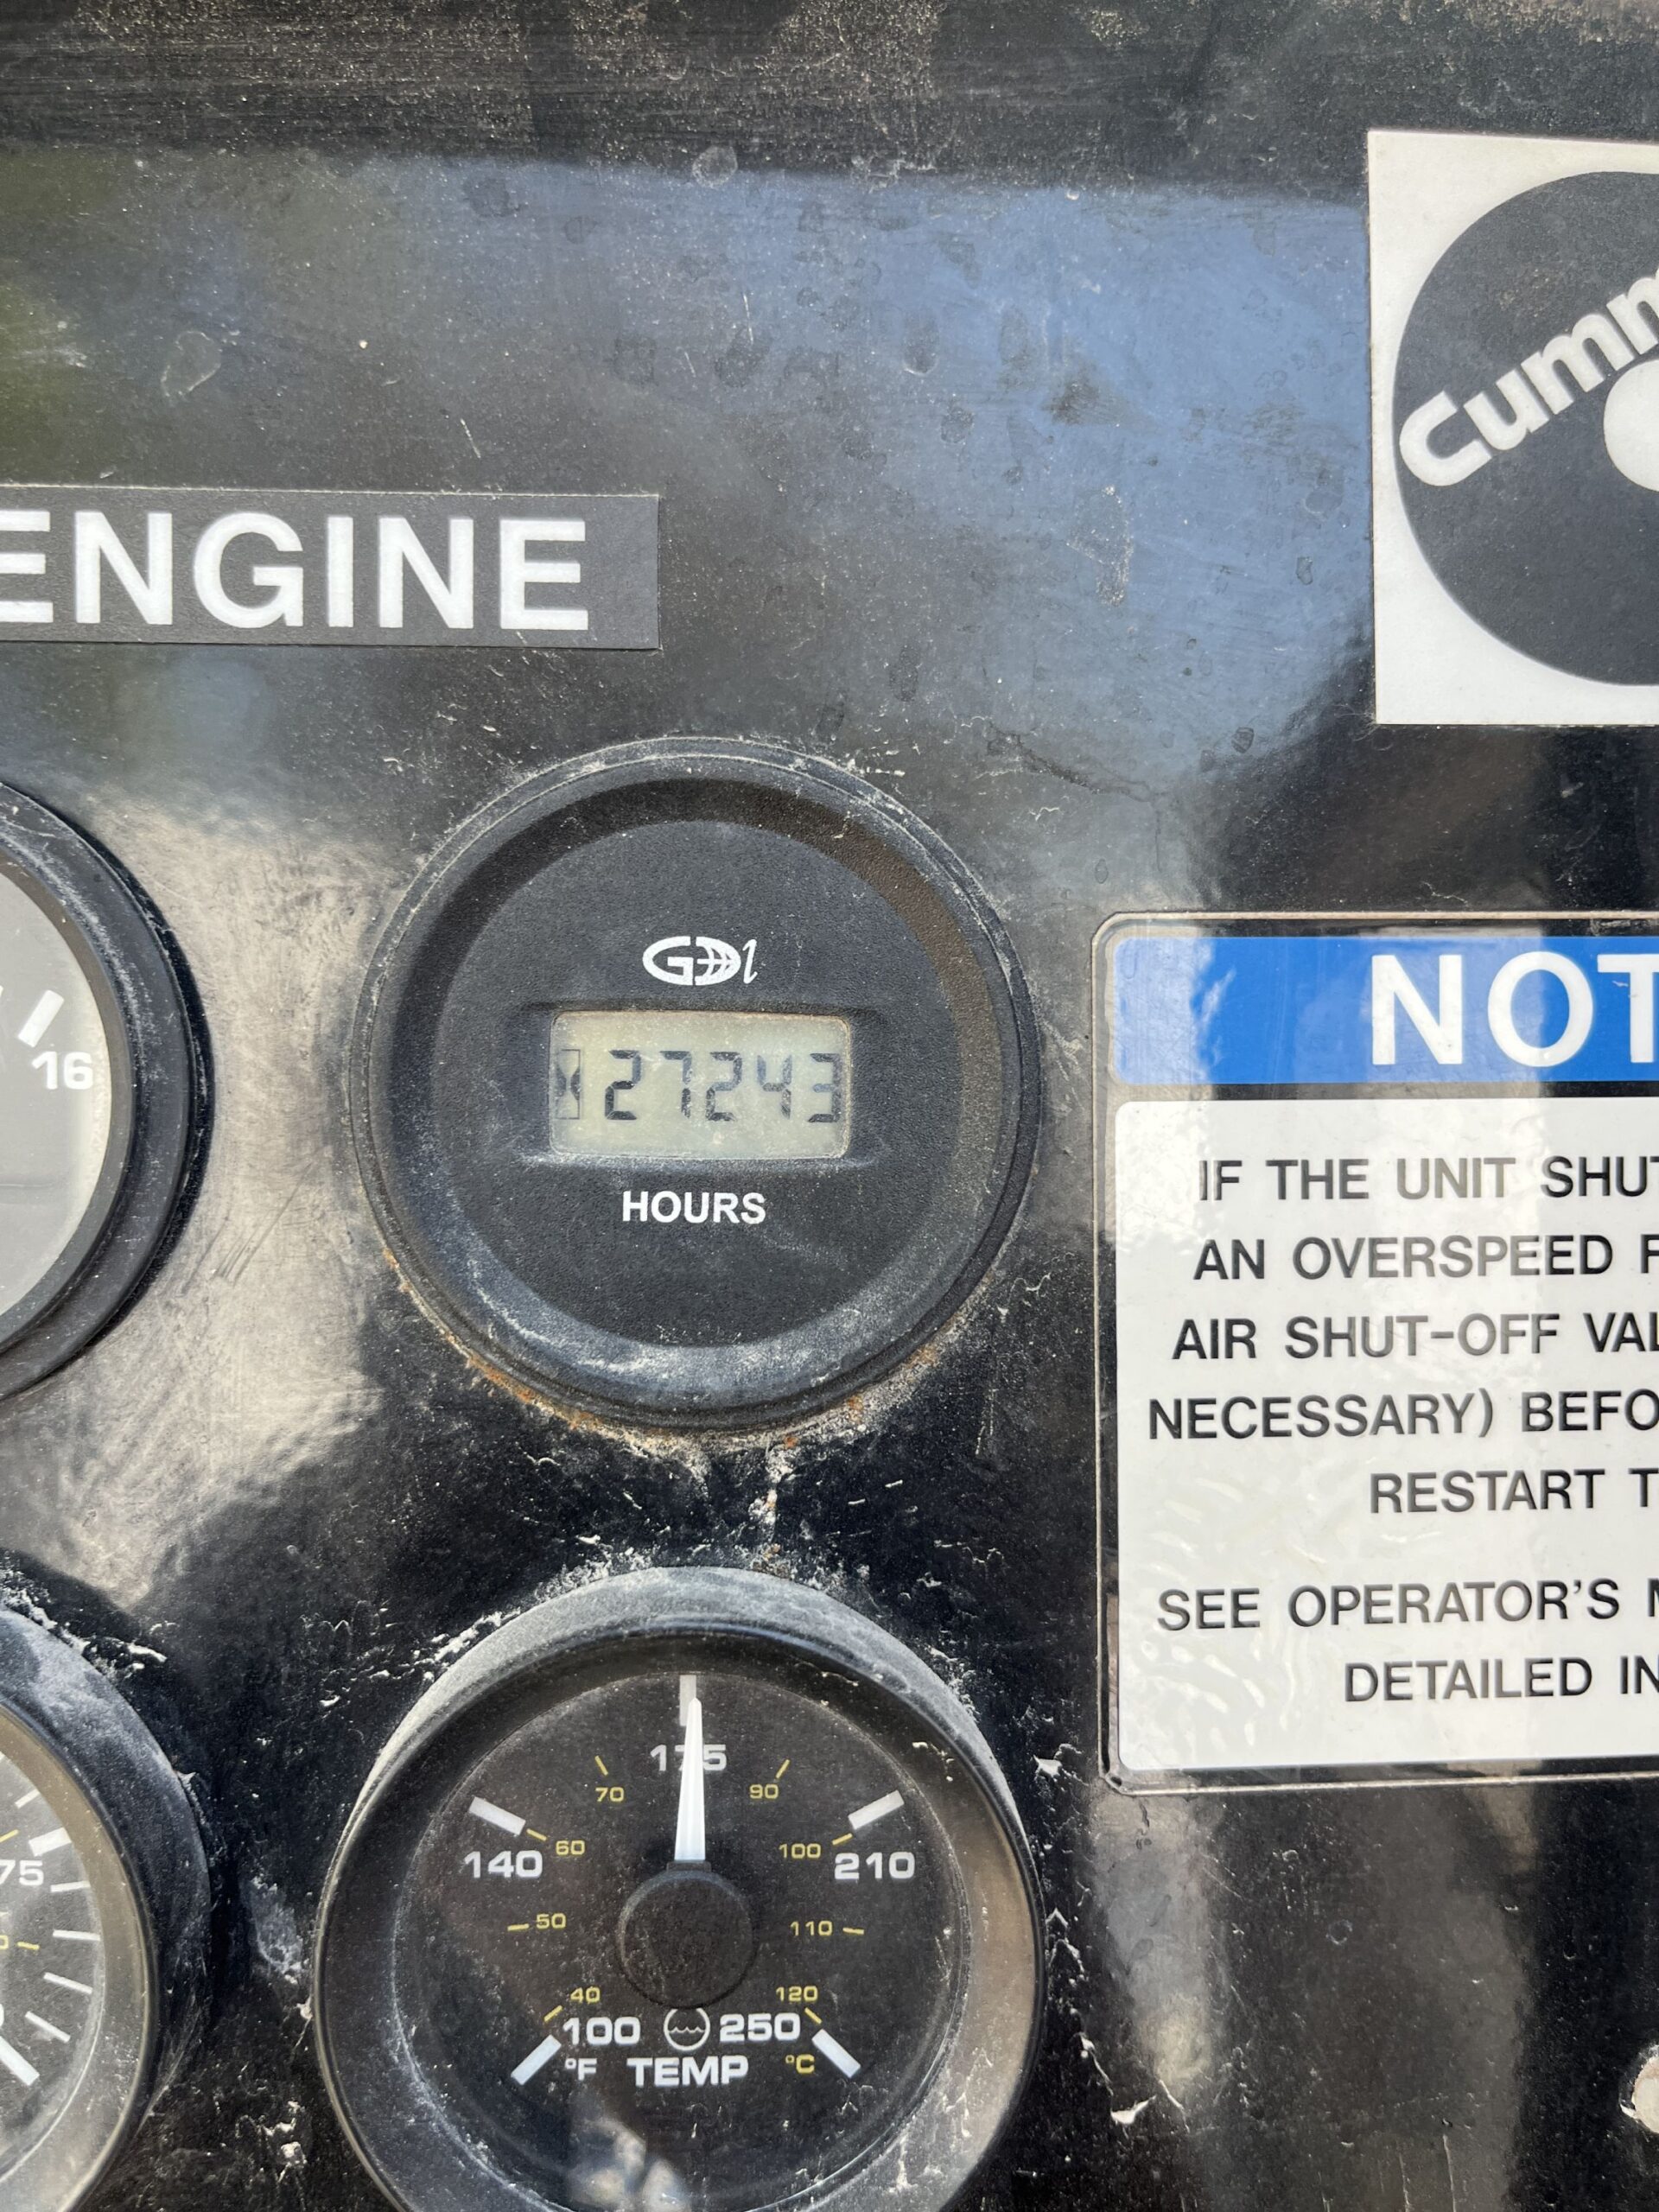 Cumm
ENGINE
GDI
27243
HOURS
16
NOT
IF THE UNIT SHUT
AN OVERSPEED F
AIR SHUT-OFF VAL
NECESSARY) BEFO
RESTART T
SEE OPERATOR'S M
DETAILED IN
175
70 90
60 100
140 210
50 110
40 120
100 250
°F TEMP °C
75